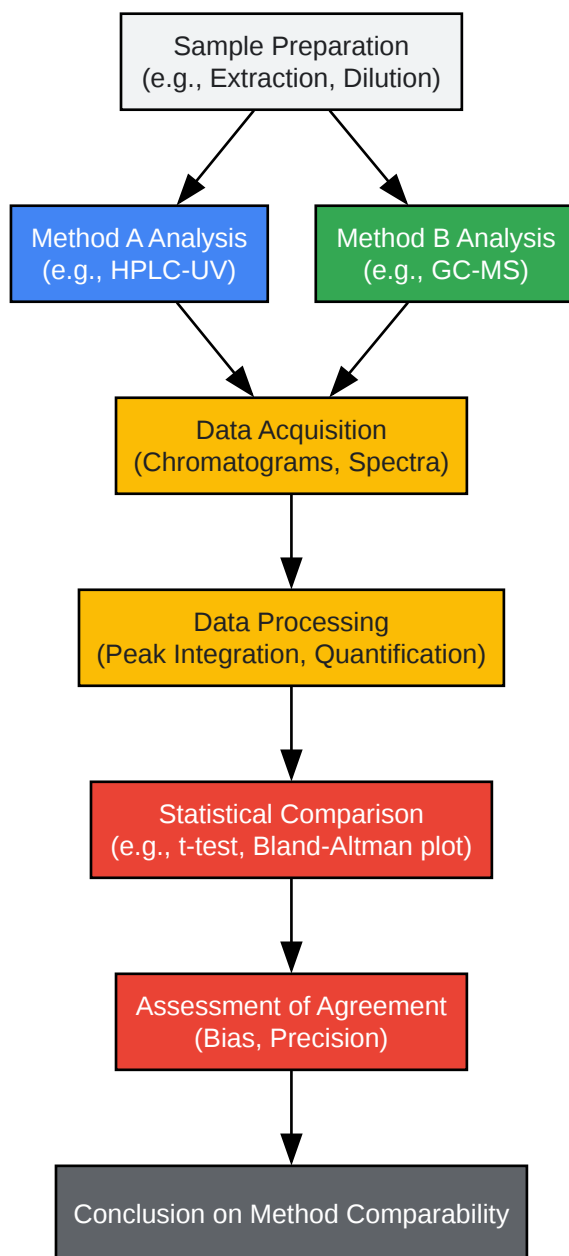 Sample Preparation
(e.g., Extraction, Dilution)
Method A Analysis
(e.g., HPLC-UV)
Method B Analysis
(e.g., GC-MS)
Data Acquisition
(Chromatograms, Spectra)
Data Processing
(Peak Integration, Quantification)
Statistical Comparison
(e.g., t-test, Bland-Altman plot)
Assessment of Agreement
(Bias, Precision)
Conclusion on Method Comparability